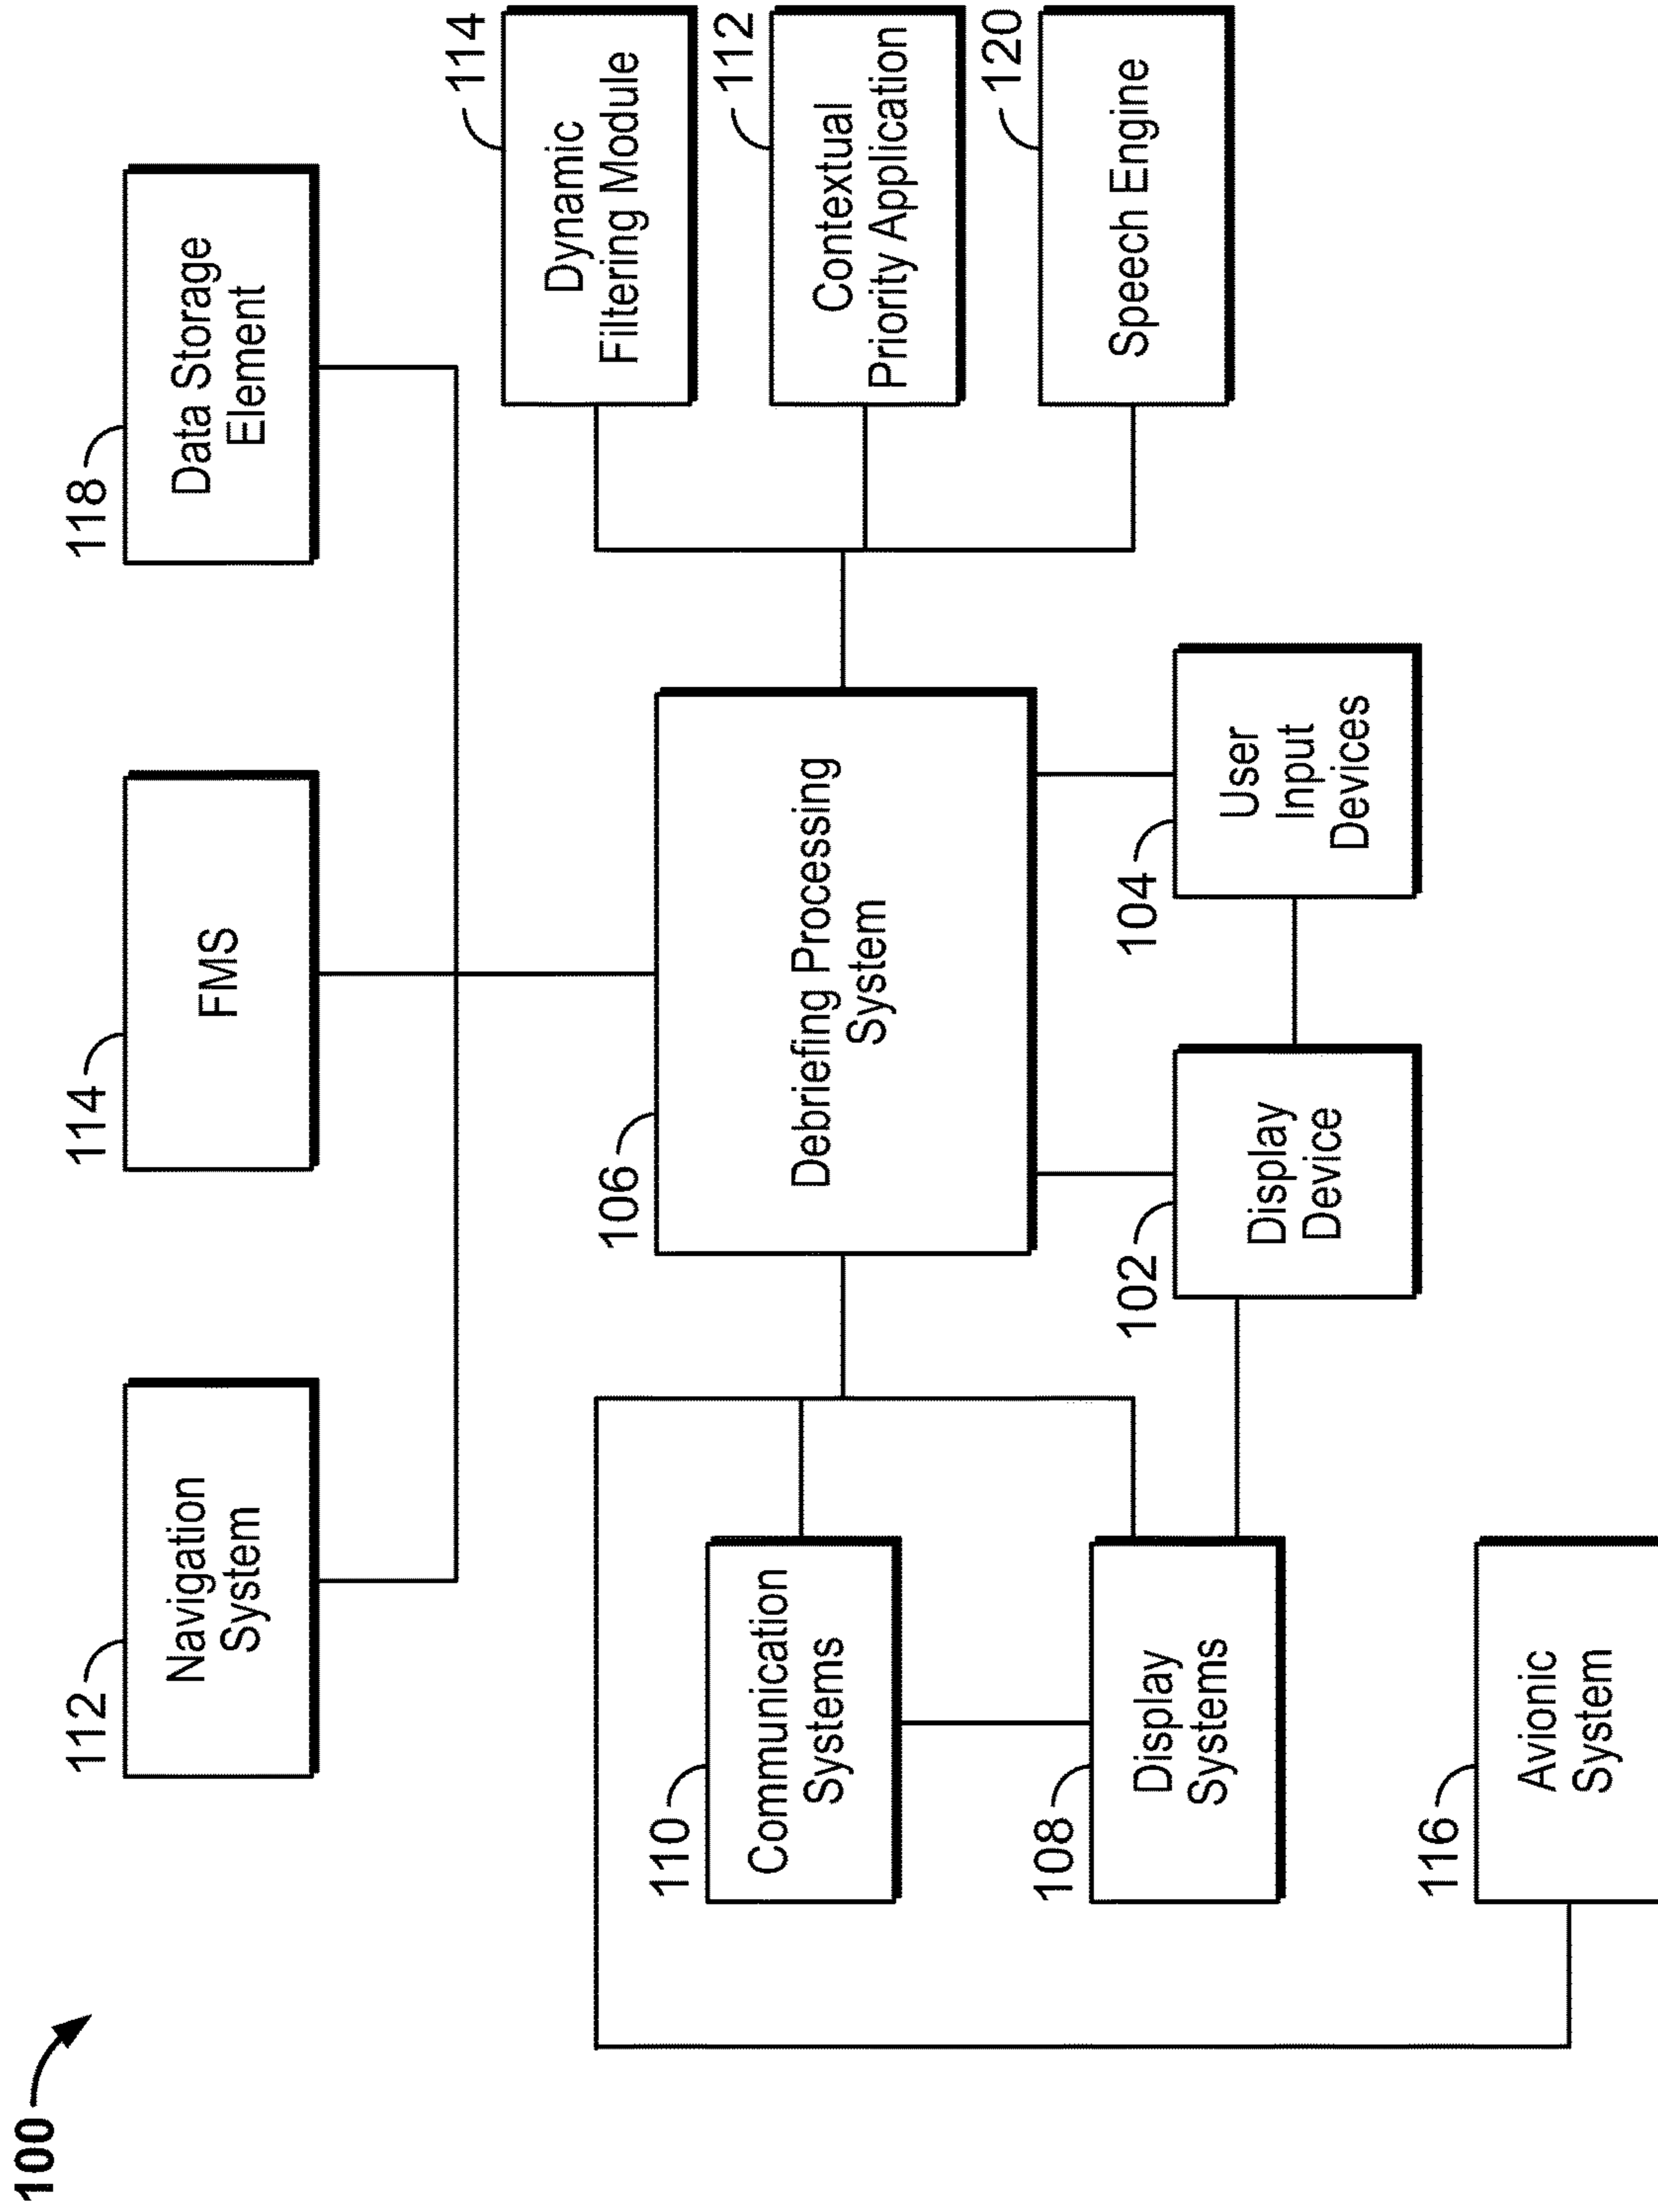 100
112
Navigation
System
114
FMS
118
Data Storage
Element
110
Communication
Systems
108
Display
Systems
116
Avionic
System
106
Debriefing Processing
System
102
Display
Device
104
User
Input
Devices
114
Dynamic
Filtering Module
112
Contextual
Priority Application
120
Speech Engine